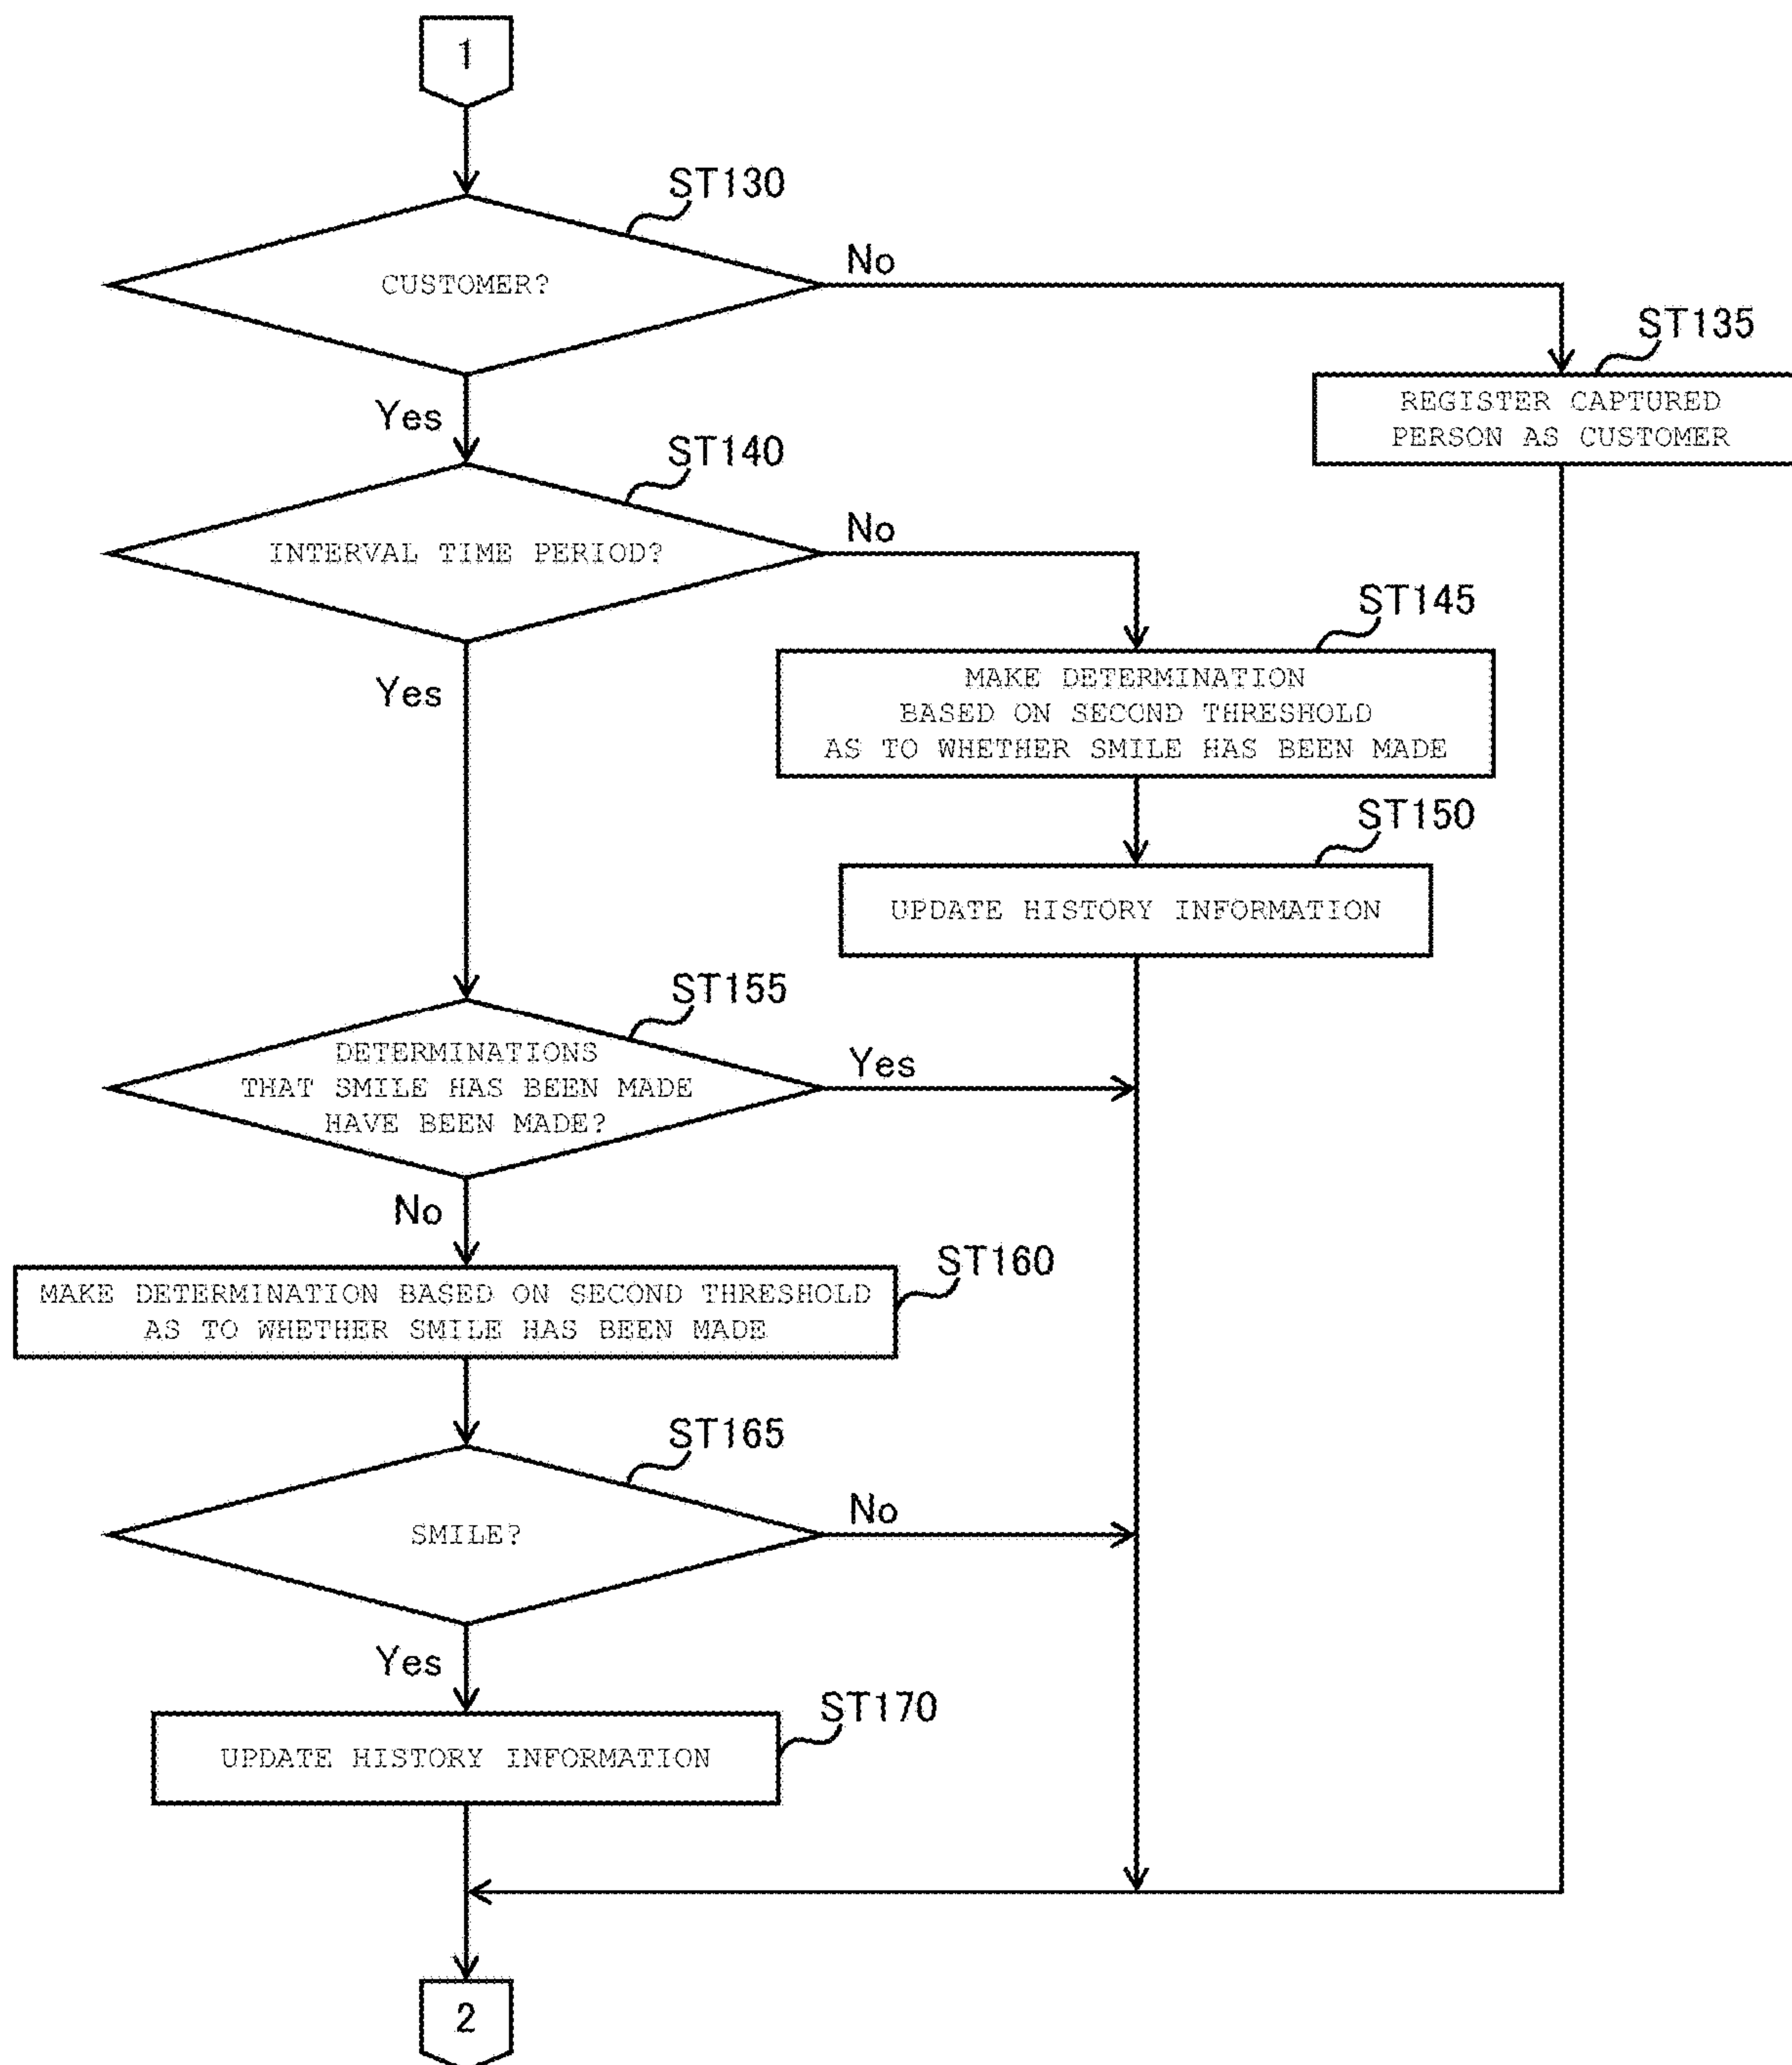 1
ST130
CUSTOMER?
No
ST135
REGISTER CAPTURED
PERSON AS CUSTOMER
Yes
ST140
INTERVAL TIME PERIOD?
No
ST145
MAKE DETERMINATION
BASED ON SECOND THRESHOLD
AS TO WHETHER SMILE HAS BEEN MADE
Yes
ST150
UPDATE HISTORY INFORMATION
ST155
DETERMINATIONS
THAT SMILE HAS BEEN MADE
HAVE BEEN MADE?
Yes
No
ST160
MAKE DETERMINATION BASED ON SECOND THRESHOLD
AS TO WHETHER SMILE HAS BEEN MADE
ST165
SMILE?
No
Yes
ST170
UPDATE HISTORY INFORMATION
2